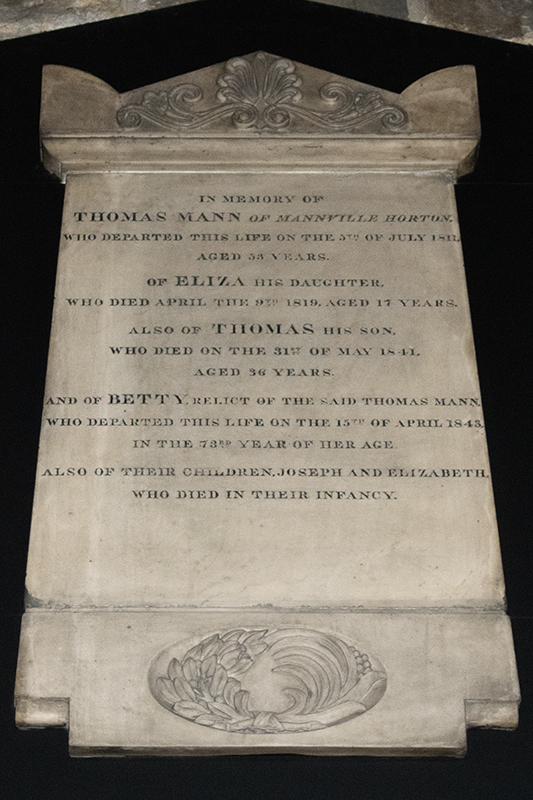 IN MEMORY OF
THOMAS MANN OF MANNVILLE HORTON,
WHO DEPARTED THIS LIFE ON THE 5TH OF JULY 1811,
AGED 53 YEARS.
OF ELIZA HIS DAUGHTER,
WHO DIED APRIL THE 9TH 1819, AGED 17 YEARS.
ALSO OF THOMAS HIS SON,
WHO DIED ON THE 31ST OF MAY 1841,
AGED 36 YEARS.
AND OF BETTY, RELICT OF THE SAID THOMAS MANN,
WHO DEPARTED THIS LIFE ON THE 15TH OF APRIL 1843,
IN THE 73RD YEAR OF HER AGE.
ALSO OF THEIR CHILDREN, JOSEPH AND ELIZABETH,
WHO DIED IN THEIR INFANCY.